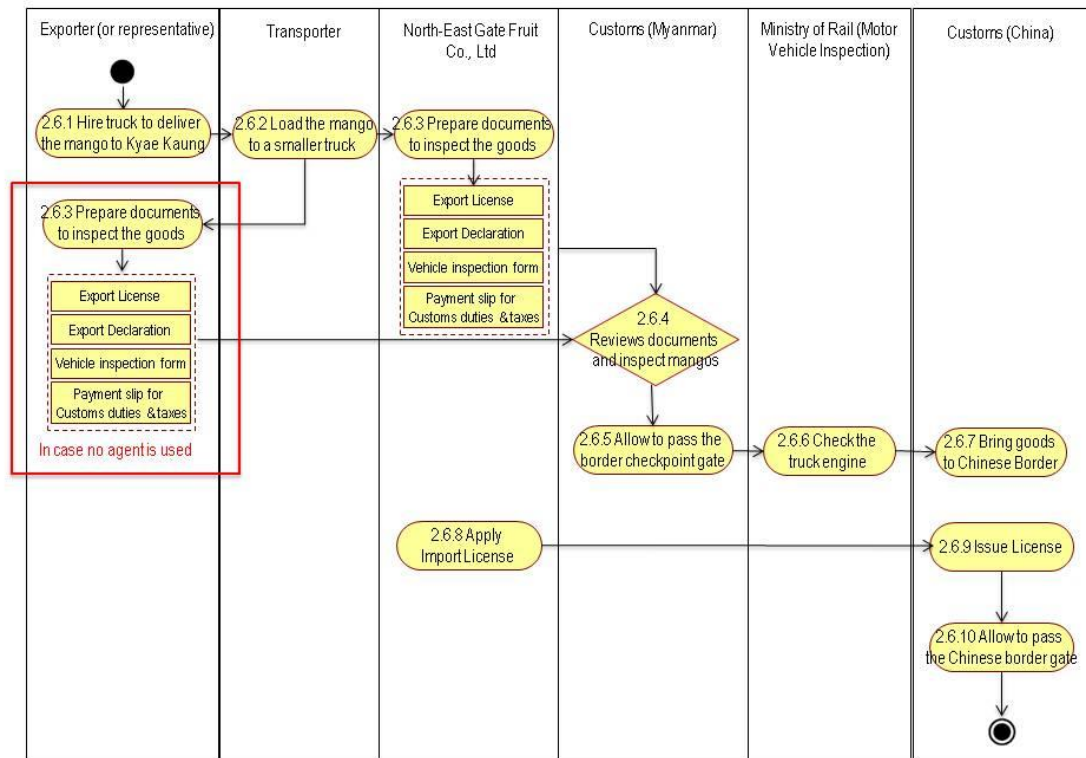 Exporter (or representative)
Transporter
North-East Gate Fruit
Co., Ltd
Customs (Myanmar)
Ministry of Rail (Motor
Vehicle Inspection)
Customs (China)
2.6.1 Hire truck to deliver
the mango to Kyae Kaung
2.6.2 Load the mango
to a smaller truck
2.6.3 Prepare documents
to inspect the goods
2.6.3 Prepare documents
to inspect the goods
Export License
Export Declaration
Vehicle inspection form
Payment slip for
Customs duties & taxes
In case no agent is used
Export License
Export Declaration
Vehicle inspection form
Payment slip for
Customs duties & taxes
2.6.4
Reviews documents
and inspect mangos
2.6.5 Allow to pass the
border checkpoint gate
2.6.6 Check the
truck engine
2.6.7 Bring goods
to Chinese Border
2.6.8 Apply
Import License
2.6.9 Issue License
2.6.10 Allow to pass
the Chinese border gate